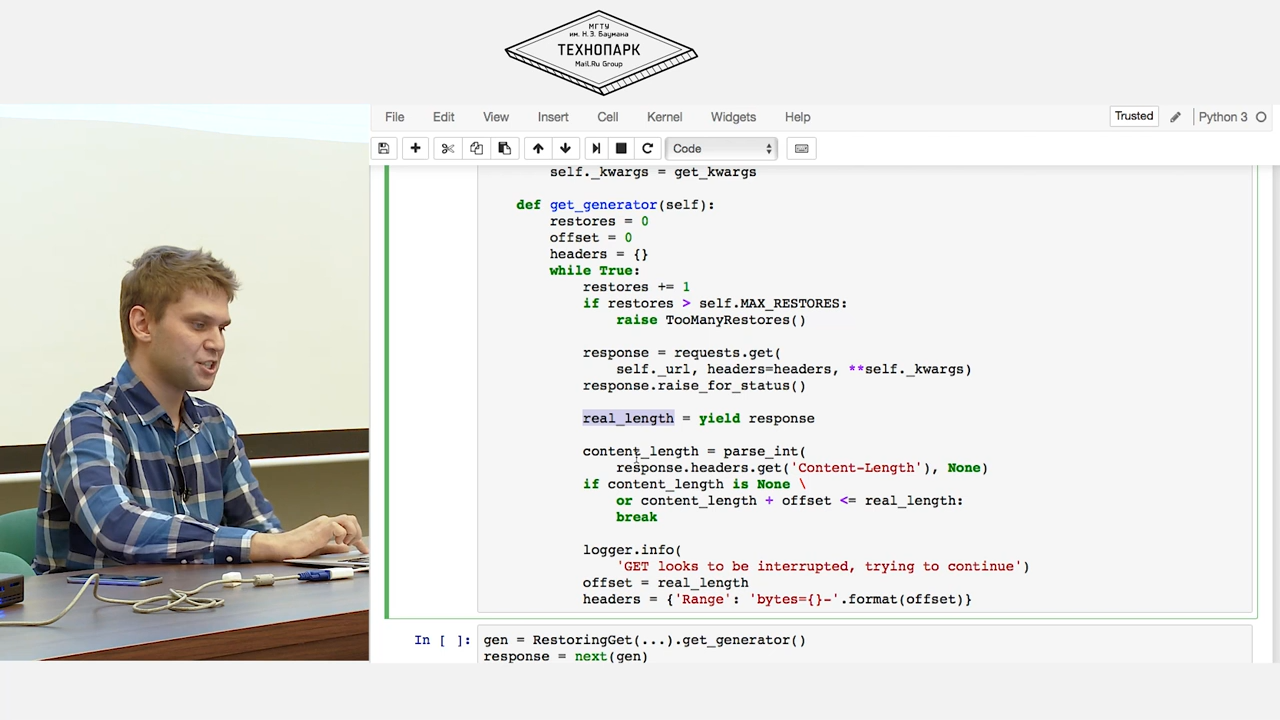 МГТУ
им. Н.Э. Баумана
ТЕХНОПАРК
Mail.Ru Group
File Edit View Insert Cell Kernel Widgets Help Trusted Python 3
Code
self._kwargs = get_kwargs
def get_generator(self):
restores = 0
offset = 0
headers = {}
while True:
restores += 1
if restores > self.MAX_RESTORES:
raise TooManyRestores()
response = requests.get(
self._url, headers=headers, **self._kwargs)
response.raise_for_status()
real_length = yield response
content_length = parse_int(
response.headers.get('Content-Length'), None)
if content_length is None \
or content_length + offset <= real_length:
break
logger.info(
'GET looks to be interrupted, trying to continue')
offset = real_length
headers = {'Range': 'bytes={}-'.format(offset)}
In [ ]: gen = RestoringGet(...).get_generator()
response = next(gen)